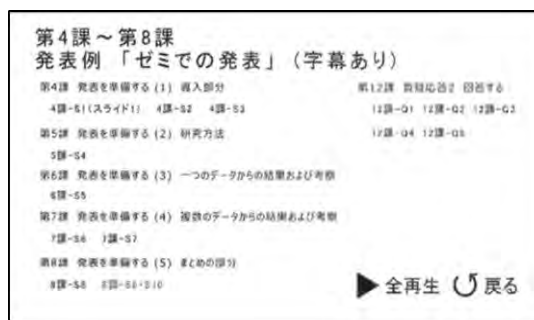 第4課～第8課
発表例 「ゼミでの発表」(字幕あり)
第4課 発表を準備する (1) 導入部分
4課-S1(スライド1) 4課-S2 4課-S3
第5課 発表を準備する (2) 研究方法
5課-S4
第6課 発表を準備する (3) 一つのデータからの結果および考察
6課-S5
第7課 発表を準備する (4) 複数のデータからの結果および考察
7課-S6 7課-S7
第8課 発表を準備する (5) まとめの部分
8課-S8 8課-S9・S10
第12課 質疑応答2 回答する
12課-Q1 12課-Q2 12課-Q3
12課-Q4 12課-Q5
全再生 戻る